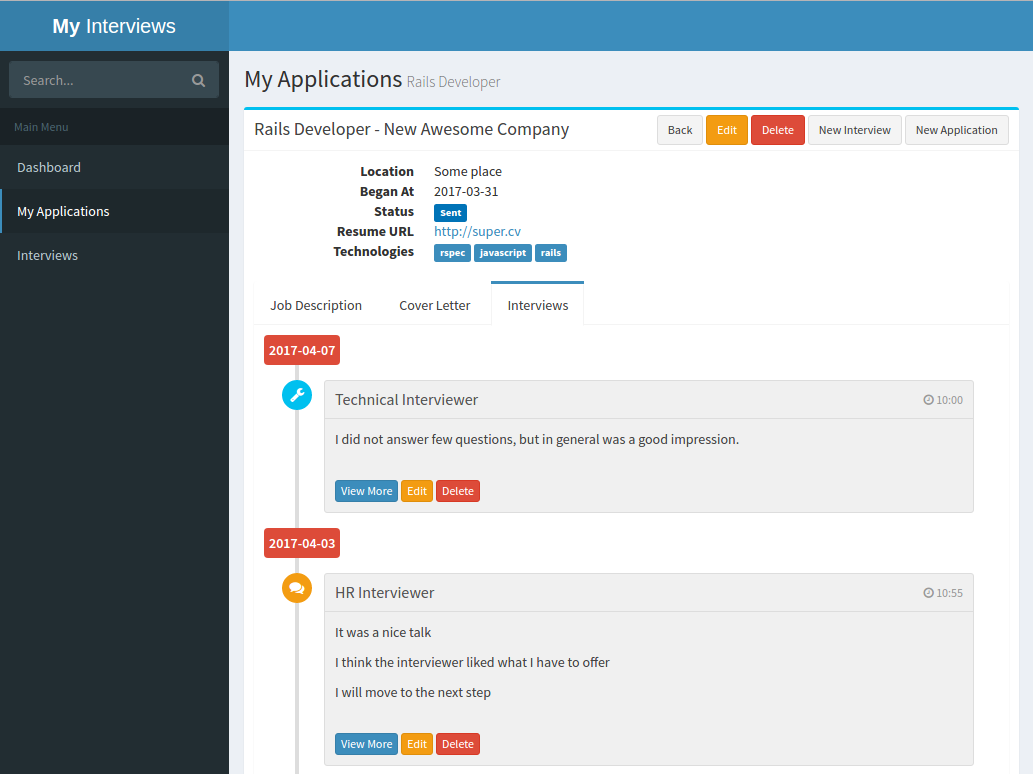 My Interviews
Search...
Main Menu
Dashboard
My Applications
Interviews
My Applications Rails Developer
Rails Developer - New Awesome Company
Back Edit Delete New Interview New Application
Location Some place
Began At 2017-03-31
Status Sent
Resume URL http://super.cv
Technologies rspec javascript rails
Job Description Cover Letter Interviews
2017-04-07
Technical Interviewer 10:00
I did not answer few questions, but in general was a good impression.
View More Edit Delete
2017-04-03
HR Interviewer 10:55
It was a nice talk
I think the interviewer liked what I have to offer
I will move to the next step
View More Edit Delete